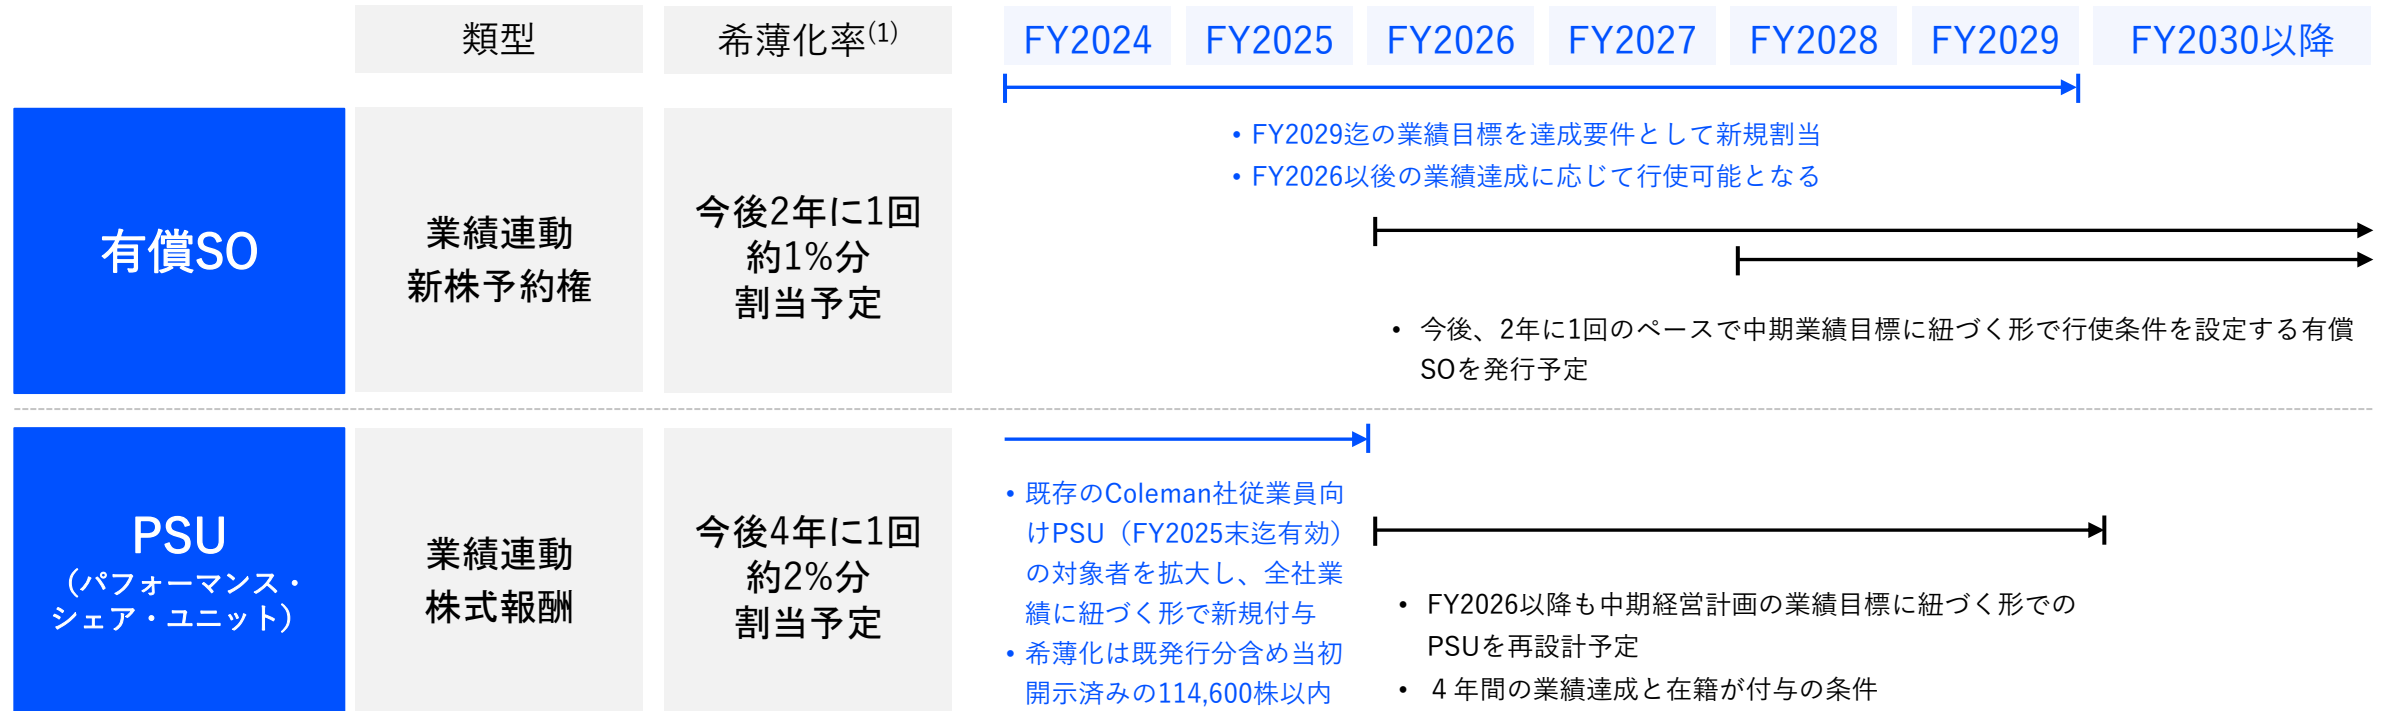 類型
希薄化率(1)
FY2024
FY2025
FY2026
FY2027
FY2028
FY2029
FY2030以降
有償SO
業績連動
新株予約権
今後2年に1回
約1%分
割当予定
• FY2029迄の業績目標を達成要件として新規割当
• FY2026以後の業績達成に応じて行使可能となる
• 今後、2年に1回のペースで中期業績目標に紐づく形で行使条件を設定する有償
SOを発行予定
PSU
（パフォーマンス・
シェア・ユニット）
業績連動
株式報酬
今後4年に1回
約2%分
割当予定
• 既存のColeman社従業員向
けPSU（FY2025末迄有効）
の対象者を拡大し、全社業
績に紐づく形で新規付与
• 希薄化は既発行分含め当初
開示済みの114,600株以内
• FY2026以降も中期経営計画の業績目標に紐づく形での
PSUを再設計予定
• ４年間の業績達成と在籍が付与の条件